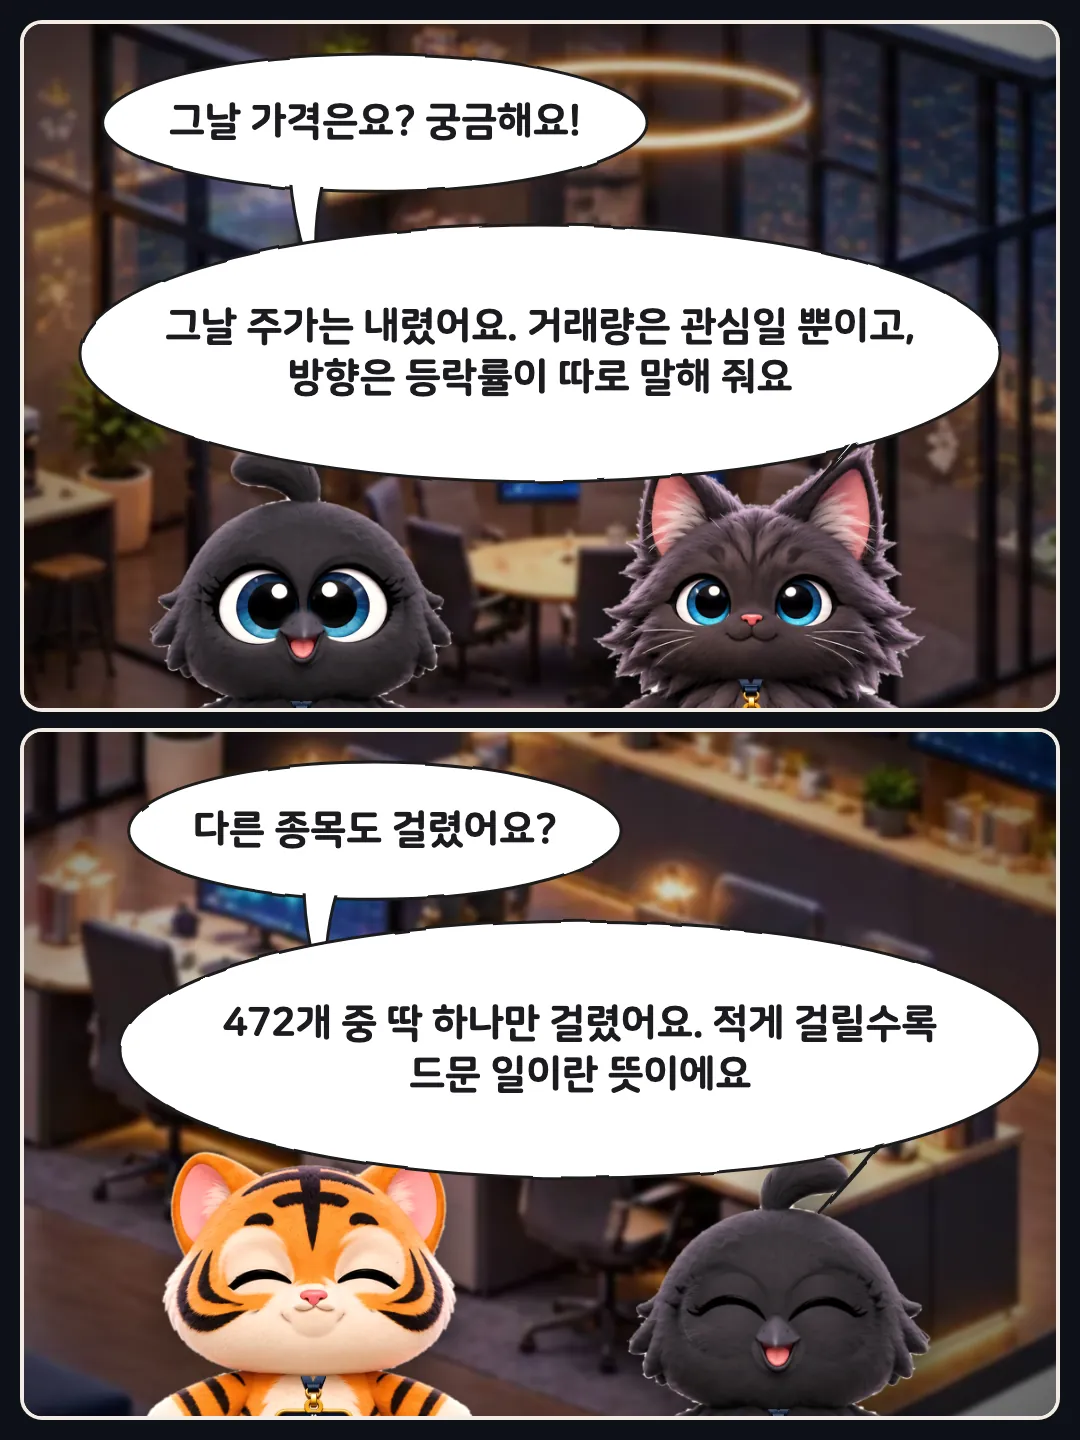 그날 가격은요? 궁금해요!
그날 주가는 내렸어요. 거래량은 관심일 뿐이고,
방향은 등락률이 따로 말해 줘요
다른 종목도 걸렸어요?
472개 중 딱 하나만 걸렸어요. 적게 걸릴수록
드문 일이란 뜻이에요